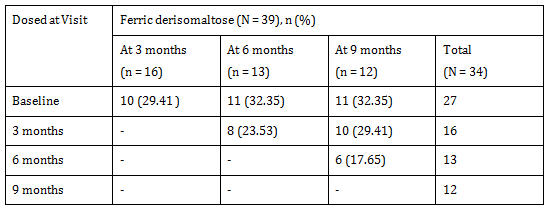 Dosed at Visit Ferric derisomaltose (N = 39), n (%)
At 3 months At 6 months At 9 months Total
(n = 16) (n = 13) (n = 12) (N = 34)
Baseline 10 (29.41) 11 (32.35) 11 (32.35) 27
3 months - 8 (23.53) 10 (29.41) 16
6 months - - 6 (17.65) 13
9 months - - - 12